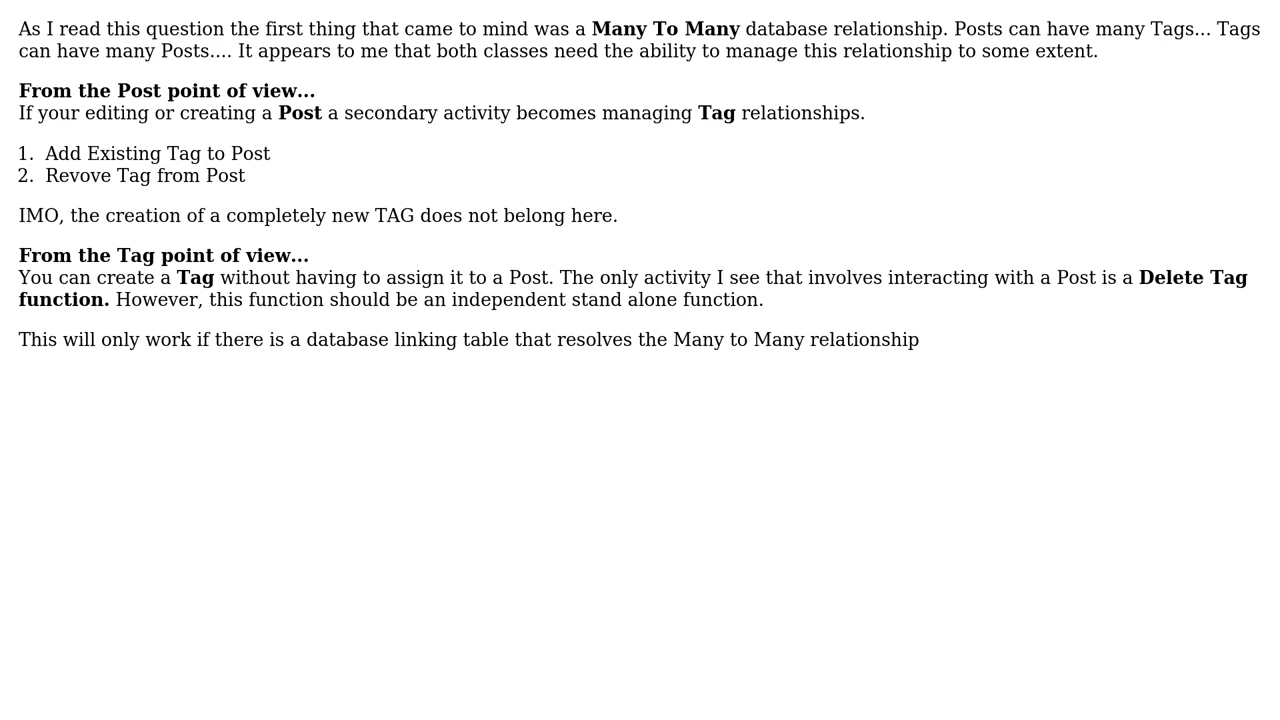 As I read this question the first thing that came to mind was a Many To Many database relationship. Posts can have many Tags... Tags
can have many Posts.... It appears to me that both classes need the ability to manage this relationship to some extent.
From the Post point of view...
If your editing or creating a Post a secondary activity becomes managing Tag relationships.
1. Add Existing Tag to Post
2. Revove Tag from Post
IMO, the creation of a completely new TAG does not belong here.
From the Tag point of view...
You can create a Tag without having to assign it to a Post. The only activity I see that involves interacting with a Post is a Delete Tag
function. However, this function should be an independent stand alone function.
This will only work if there is a database linking table that resolves the Many to Many relationship